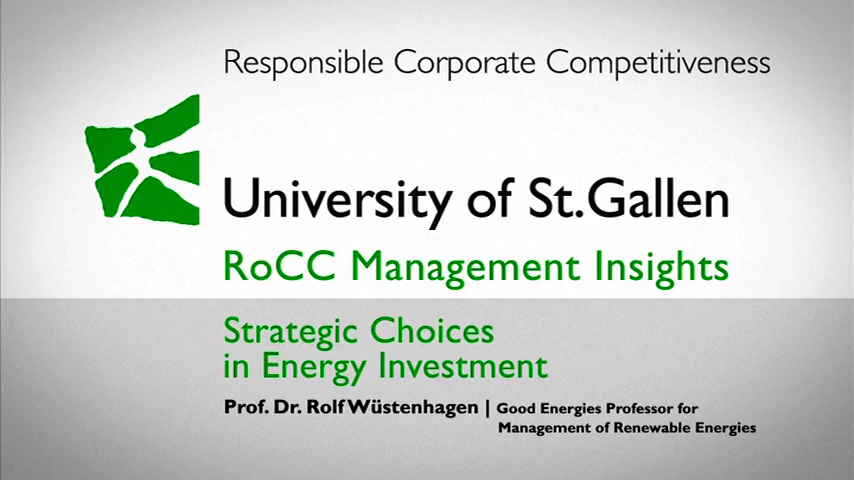 Responsible Corporate Competitiveness
University of St.Gallen
RoCC Management Insights
Strategic Choices
in Energy Investment
Prof. Dr. Rolf Wüstenhagen | Good Energies Professor for
Management of Renewable Energies